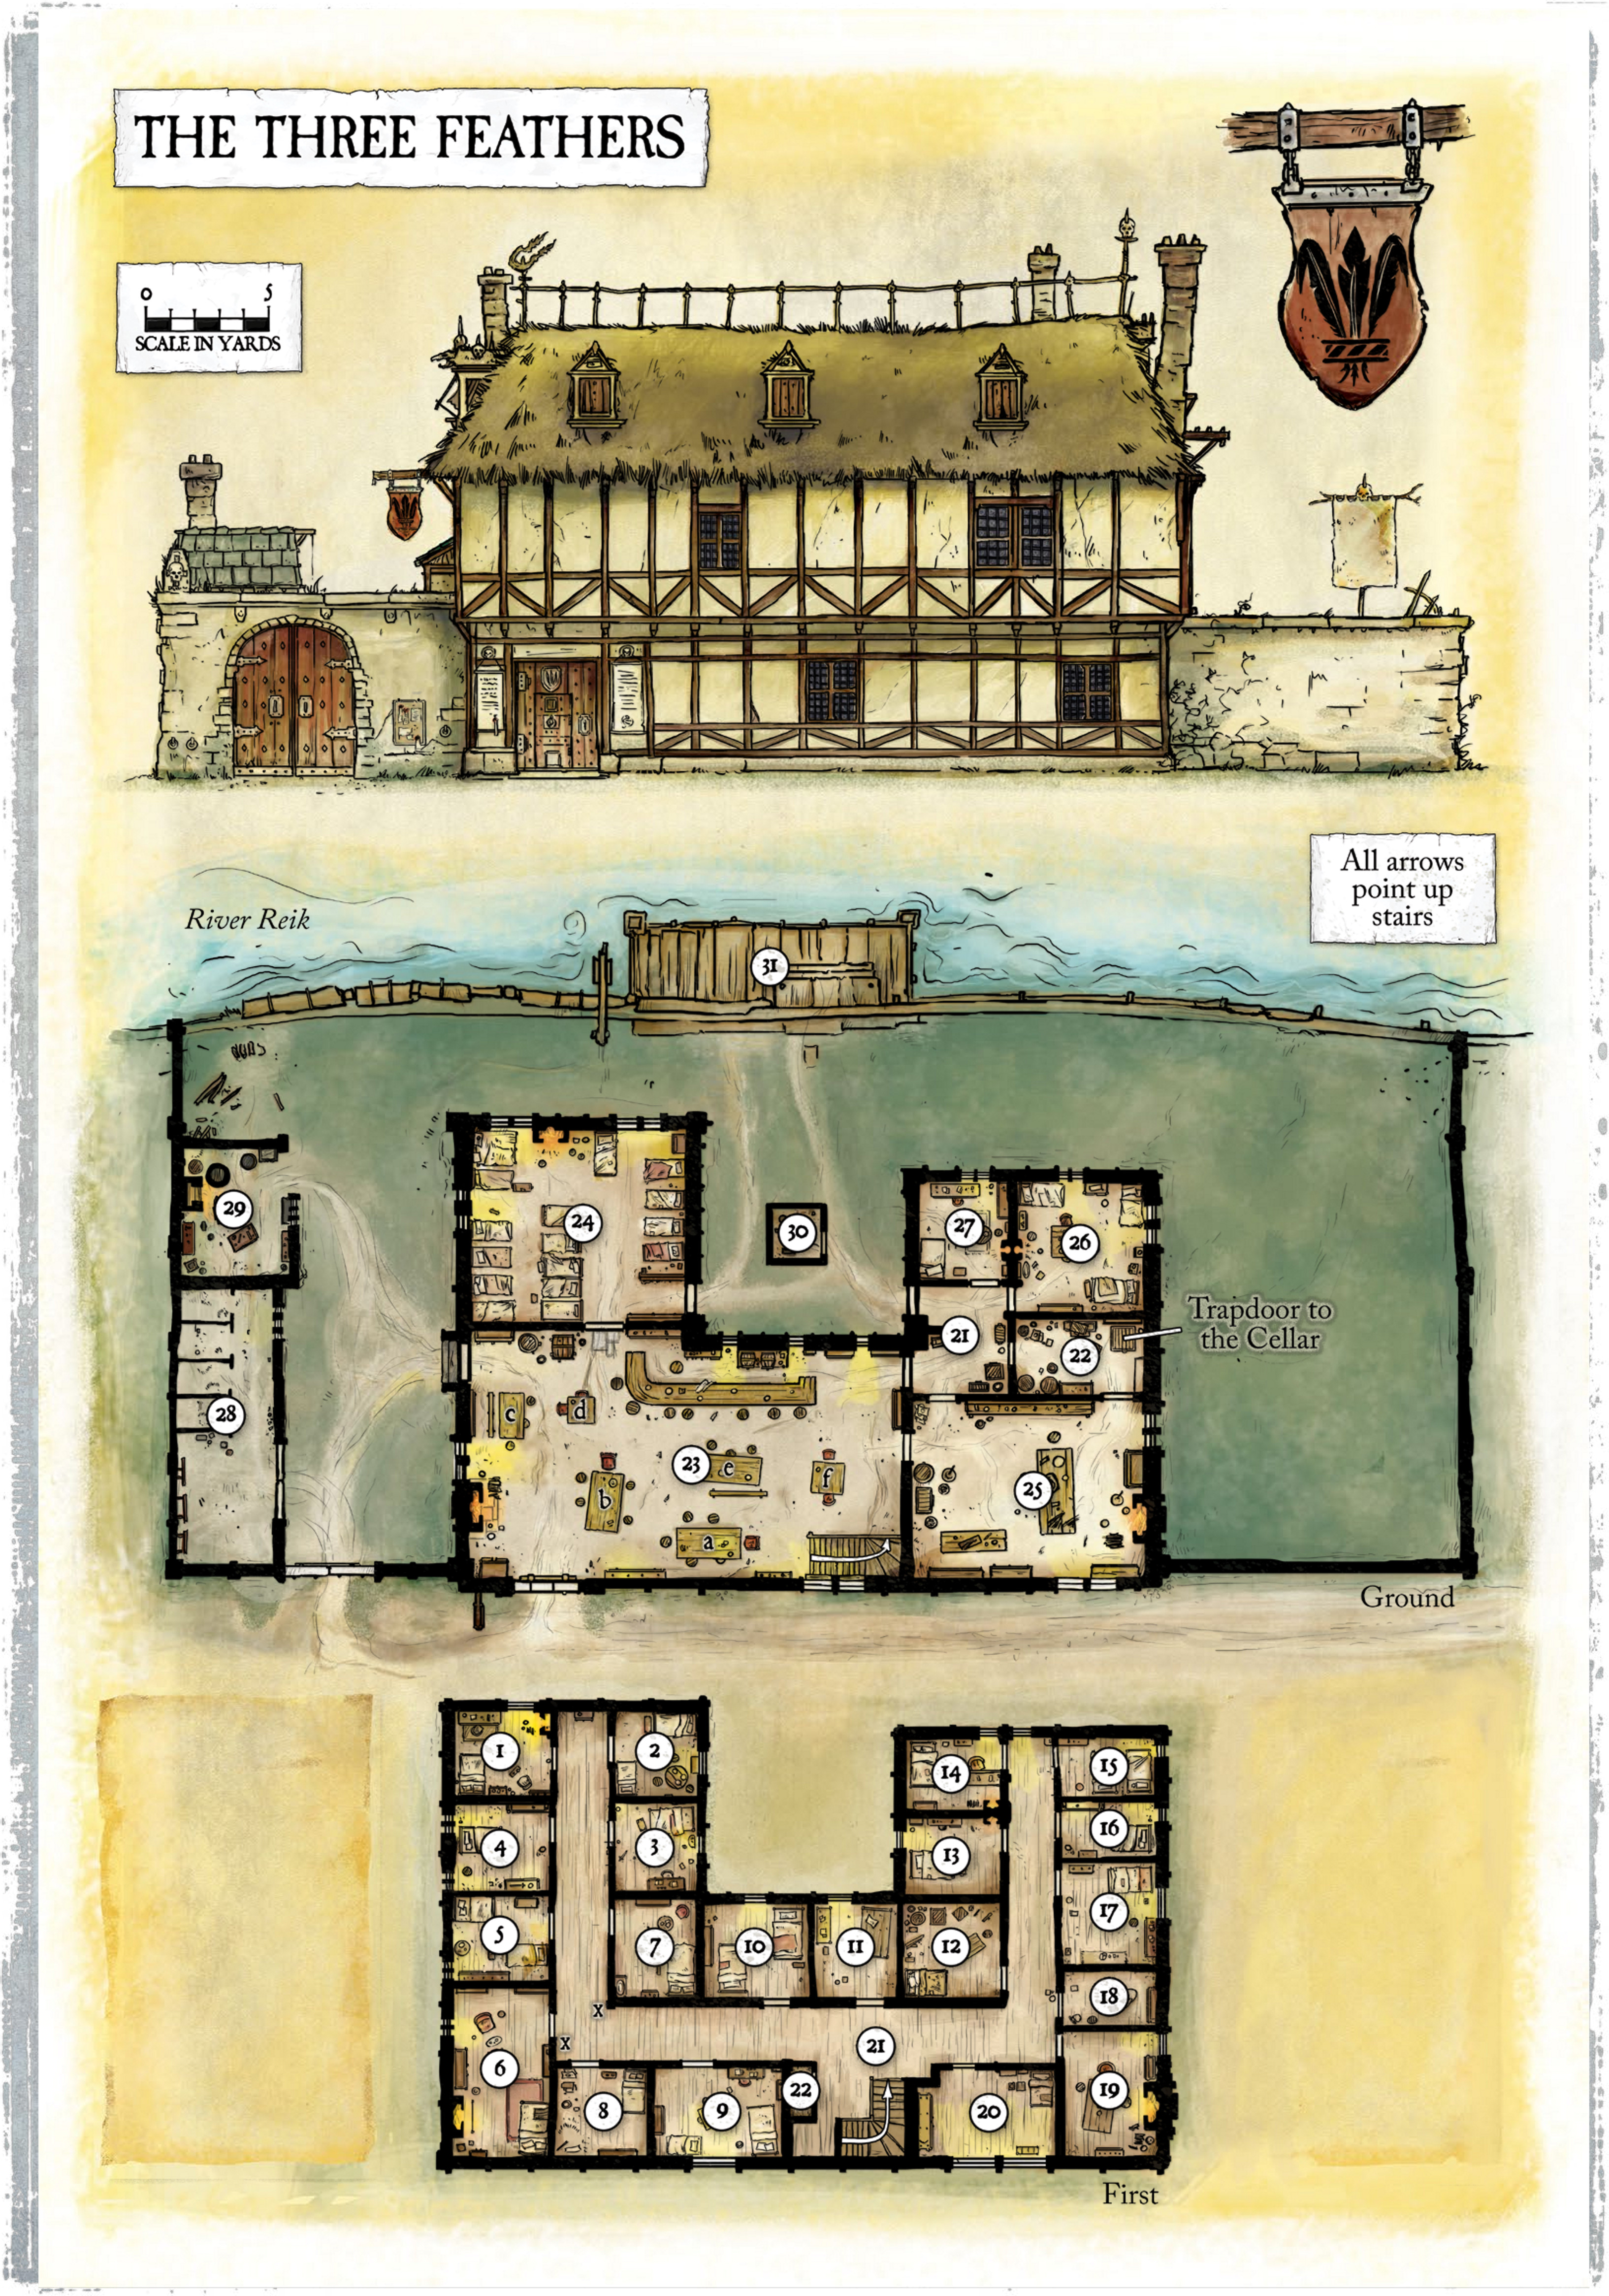 THE THREE FEATHERS
0 5
SCALE IN YARDS
All arrows
point up
stairs
River Reik
31
29
24
30
27
26
Trapdoor to
the Cellar
21
22
28
c
d
23
e
f
b
25
a
Ground
1
2
14
15
4
3
13
16
5
7
10
11
12
17
X
18
X
21
6
8
9
22
20
19
First